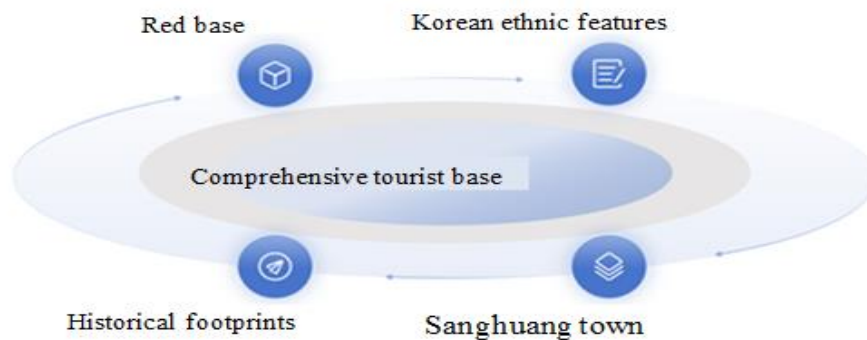 Red base
Korean ethnic features
Comprehensive tourist base
Historical footprints
Sanghuang town